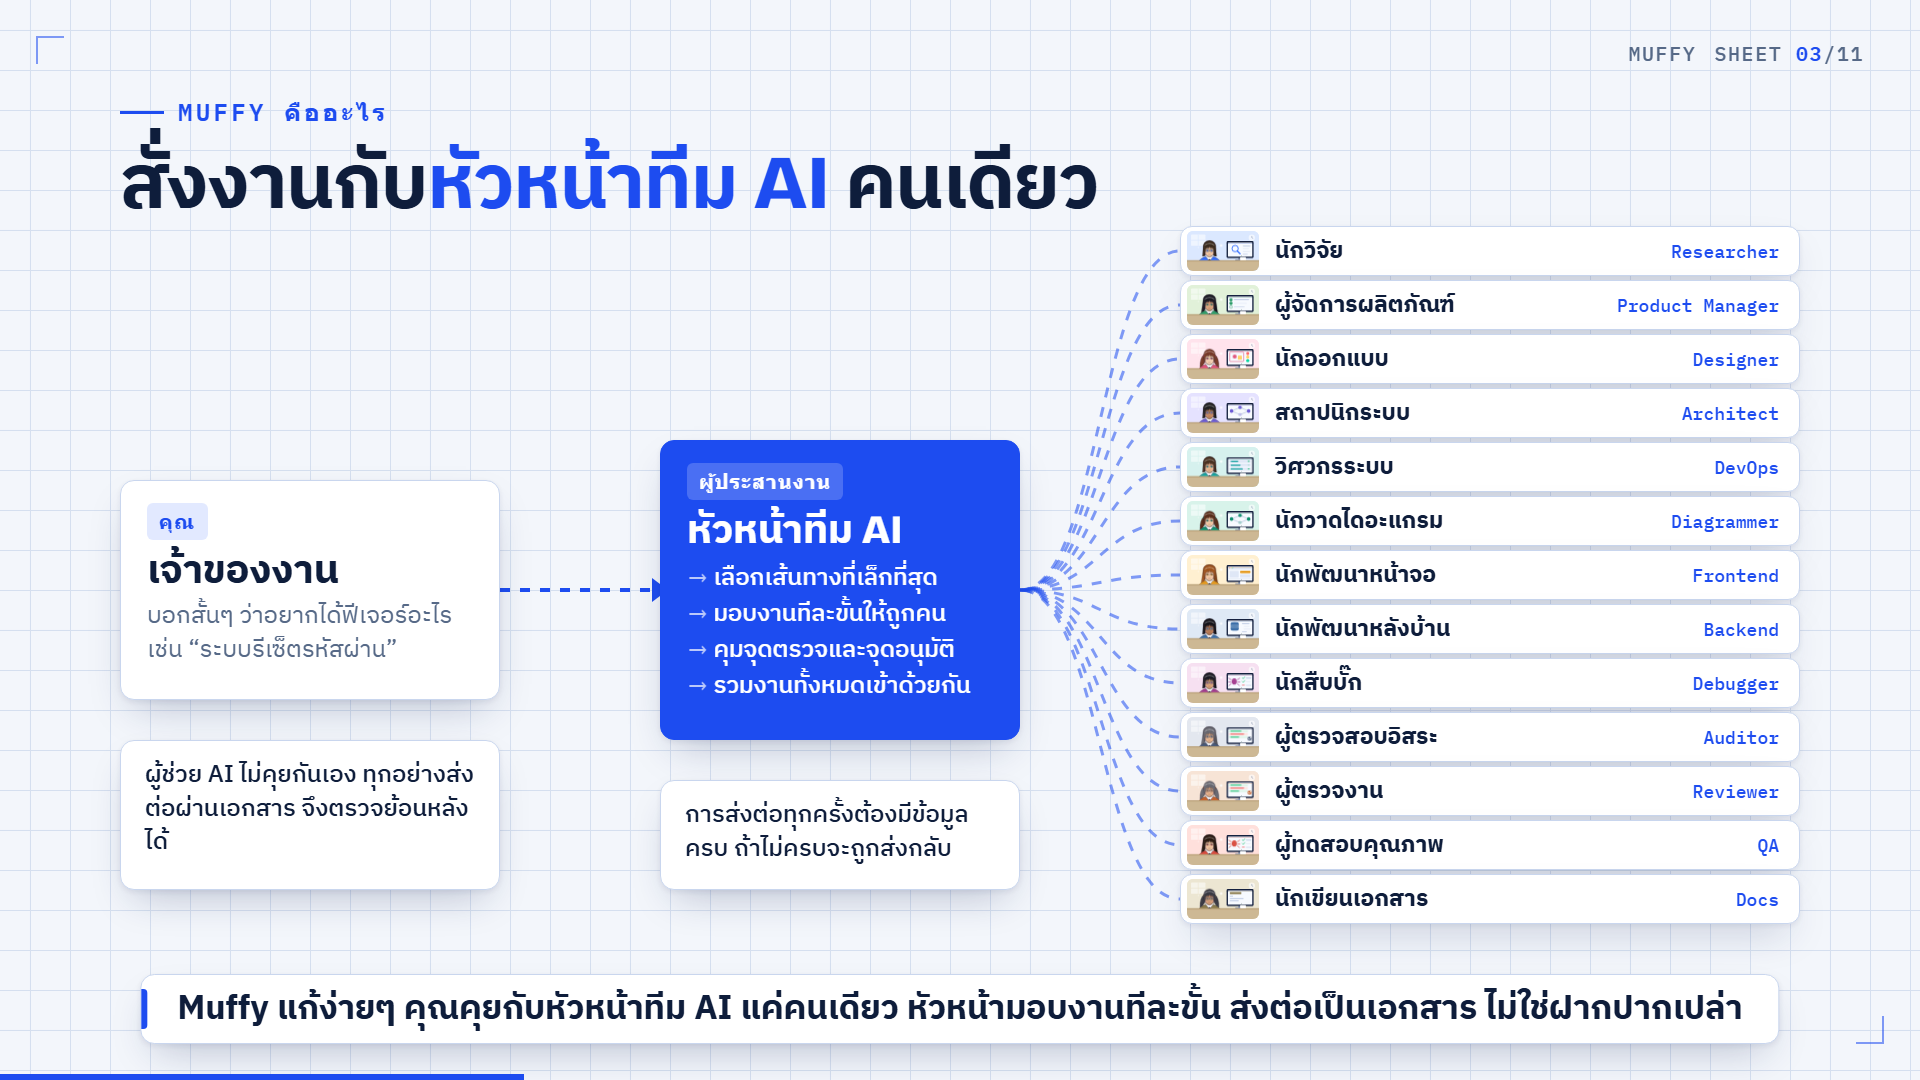 MUFFY SHEET 03/11
MUFFY คืออะไร
สั่งงานกับหัวหน้าทีม AI คนเดียว
คุณ
เจ้าของงาน
บอกสั้นๆ ว่าอยากได้ฟีเจอร์อะไร
เช่น “ระบบรีเซ็ตรหัสผ่าน”
ผู้ช่วย AI ไม่คุยกันเอง ทุกอย่างส่ง
ต่อผ่านเอกสาร จึงตรวจย้อนหลัง
ได้
ผู้ประสานงาน
หัวหน้าทีม AI
→ เลือกเส้นทางที่เล็กที่สุด
→ มอบงานทีละขั้นให้ถูกคน
→ คุมจุดตรวจและจุดอนุมัติ
→ รวมงานทั้งหมดเข้าด้วยกัน
การส่งต่อทุกครั้งต้องมีข้อมูล
ครบ ถ้าไม่ครบจะถูกส่งกลับ
นักวิจัย Researcher
ผู้จัดการผลิตภัณฑ์ Product Manager
นักออกแบบ Designer
สถาปนิกระบบ Architect
วิศวกรระบบ DevOps
นักวาดไดอะแกรม Diagrammer
นักพัฒนาหน้าจอ Frontend
นักพัฒนาหลังบ้าน Backend
นักสืบบั๊ก Debugger
ผู้ตรวจสอบอิสระ Auditor
ผู้ตรวจงาน Reviewer
ผู้ทดสอบคุณภาพ QA
นักเขียนเอกสาร Docs
Muffy แก้ง่ายๆ คุณคุยกับหัวหน้าทีม AI แค่คนเดียว หัวหน้ามอบงานทีละขั้น ส่งต่อเป็นเอกสาร ไม่ใช่ฝากปากเปล่า